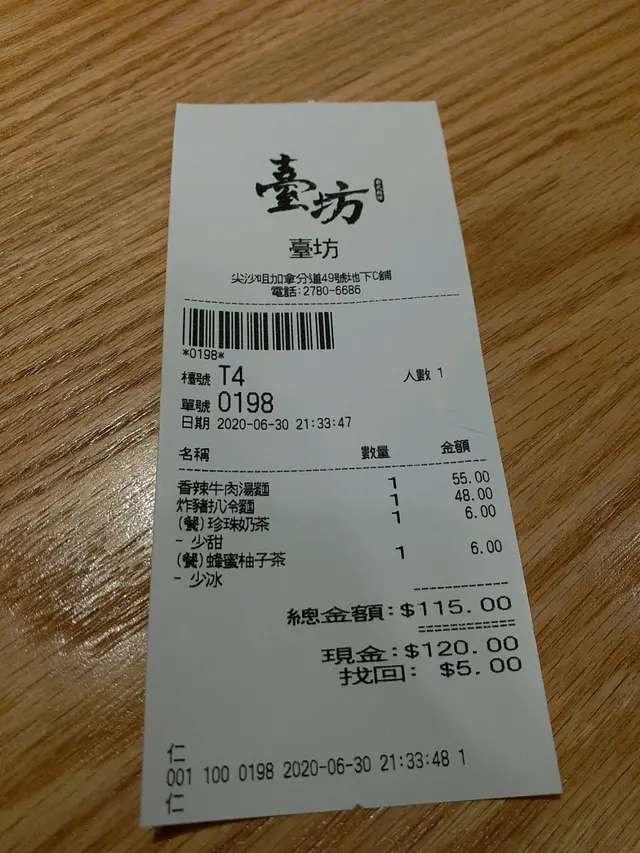 臺坊
臺坊
尖沙咀加拿分道49號地下C舖
電話:2780-6686
*0198*
檯號 T4 人數 1
單號 0198
日期 2020-06-30 21:33:47
名稱 數量 金額
香辣牛肉湯麵 1 55.00
炸豬扒冷麵 1 48.00
(餐)珍珠奶茶 1 6.00
- 少甜
(餐)蜂蜜柚子茶 1 6.00
- 少冰
總金額:$115.00
現金:$120.00
找回: $5.00
仁
001 100 0198 2020-06-30 21:33:48 1
仁